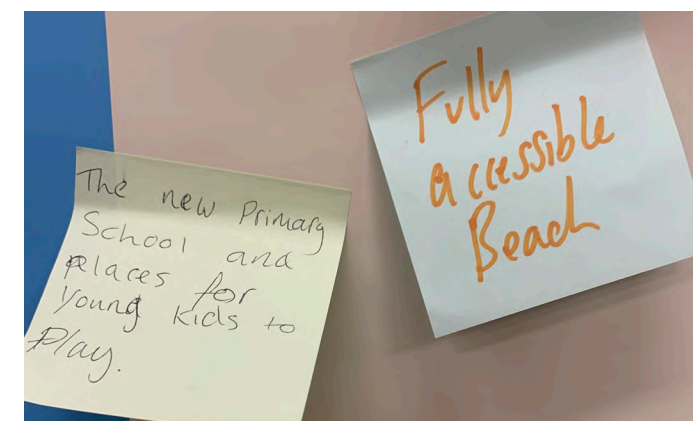 The new Primary
School and
places for
young kids to
Play.
Fully
accessible
Beach